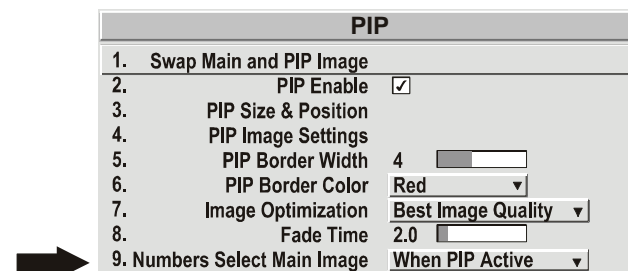 PIP
1. Swap Main and PIP Image
2. PIP Enable
3. PIP Size & Position
4. PIP Image Settings
5. PIP Border Width 4
6. PIP Border Color Red
7. Image Optimization Best Image Quality
8. Fade Time 2.0
9. Numbers Select Main Image When PIP Active